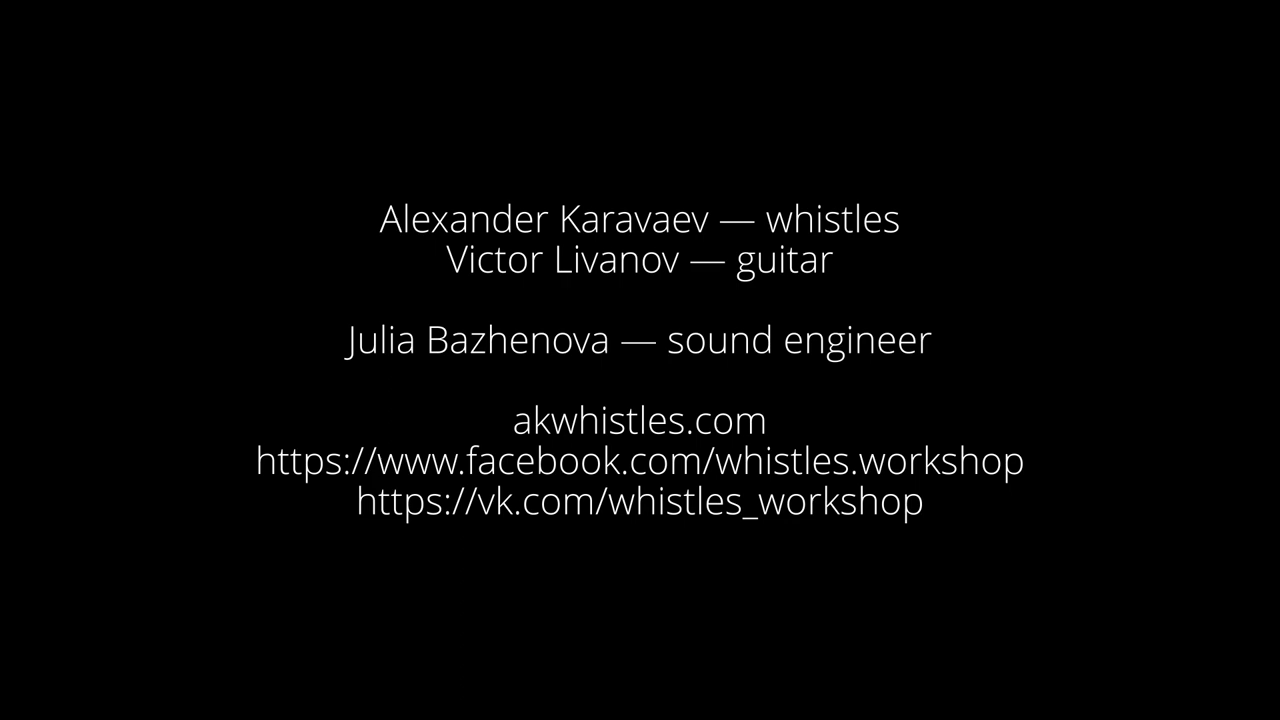 Alexander Karavaev — whistles
Victor Livanov — guitar
Julia Bazhenova — sound engineer
akwhistles.com
https://www.facebook.com/whistles.workshop
https://vk.com/whistles_workshop